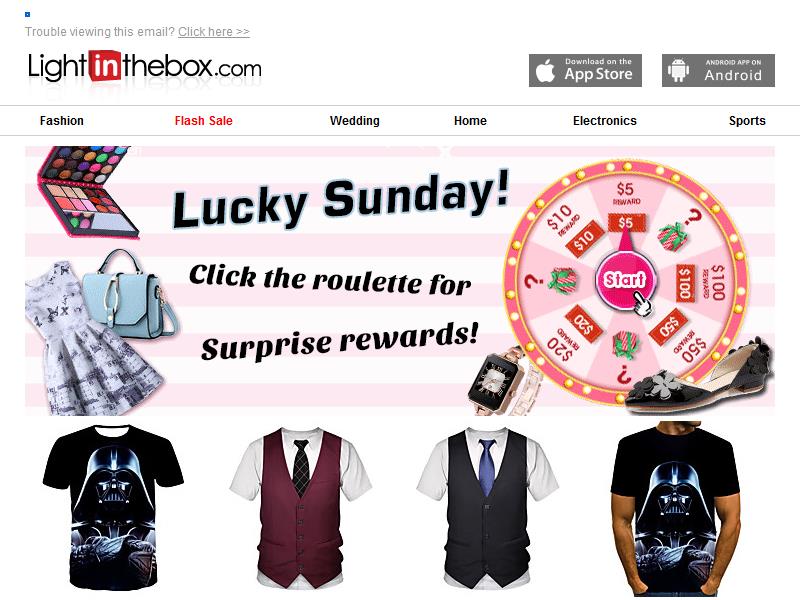 Trouble viewing this email? Click here >>
Lightinthebox.com
Download on the
App Store
ANDROID APP ON
Android
Fashion
Flash Sale
Wedding
Home
Electronics
Sports
Lucky Sunday!
Click the roulette for
Surprise rewards!
$5
REWARD
$5
?
$100
REWARD
$100
$50
REWARD
$50
?
$20
REWARD
$20
?
$10
REWARD
$10
Start